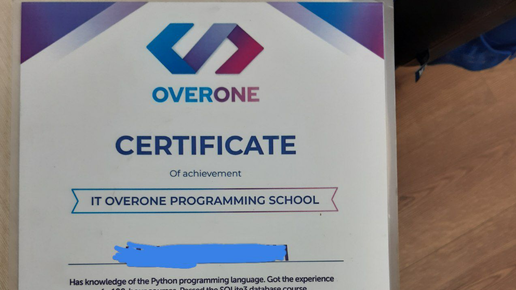 OVERONE
CERTIFICATE
Of achievement
IT OVERONE PROGRAMMING SCHOOL
Has knowledge of the Python programming language. Got the experience